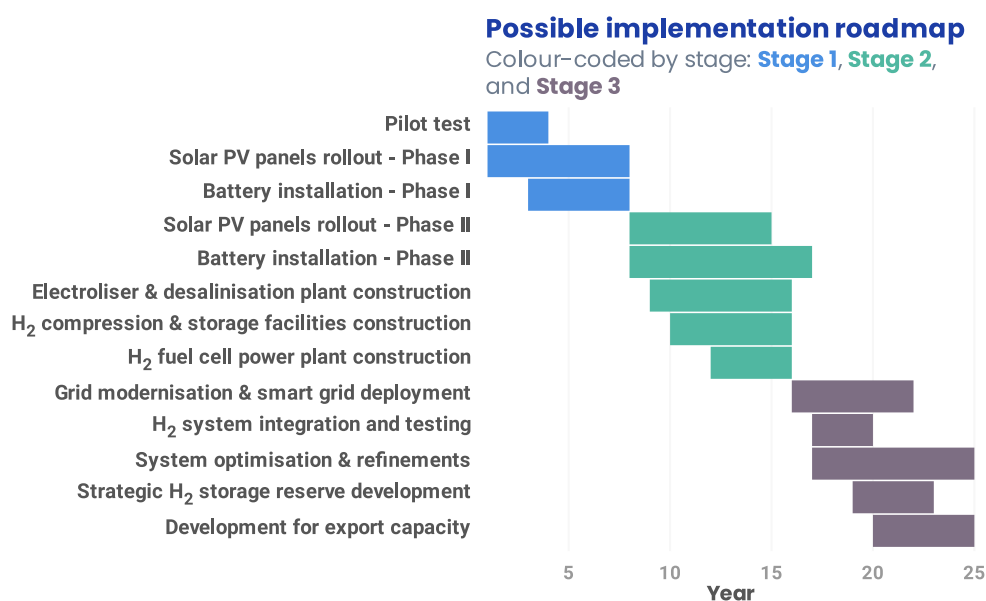 Possible implementation roadmap
Colour-coded by stage: Stage 1, Stage 2,
and Stage 3
Pilot test
Solar PV panels rollout - Phase I
Battery installation - Phase I
Solar PV panels rollout - Phase II
Battery installation - Phase II
Electroliser & desalinisation plant construction
H₂ compression & storage facilities construction
H₂ fuel cell power plant construction
Grid modernisation & smart grid deployment
H₂ system integration and testing
System optimisation & refinements
Strategic H₂ storage reserve development
Development for export capacity
5 10 15 20 25
Year